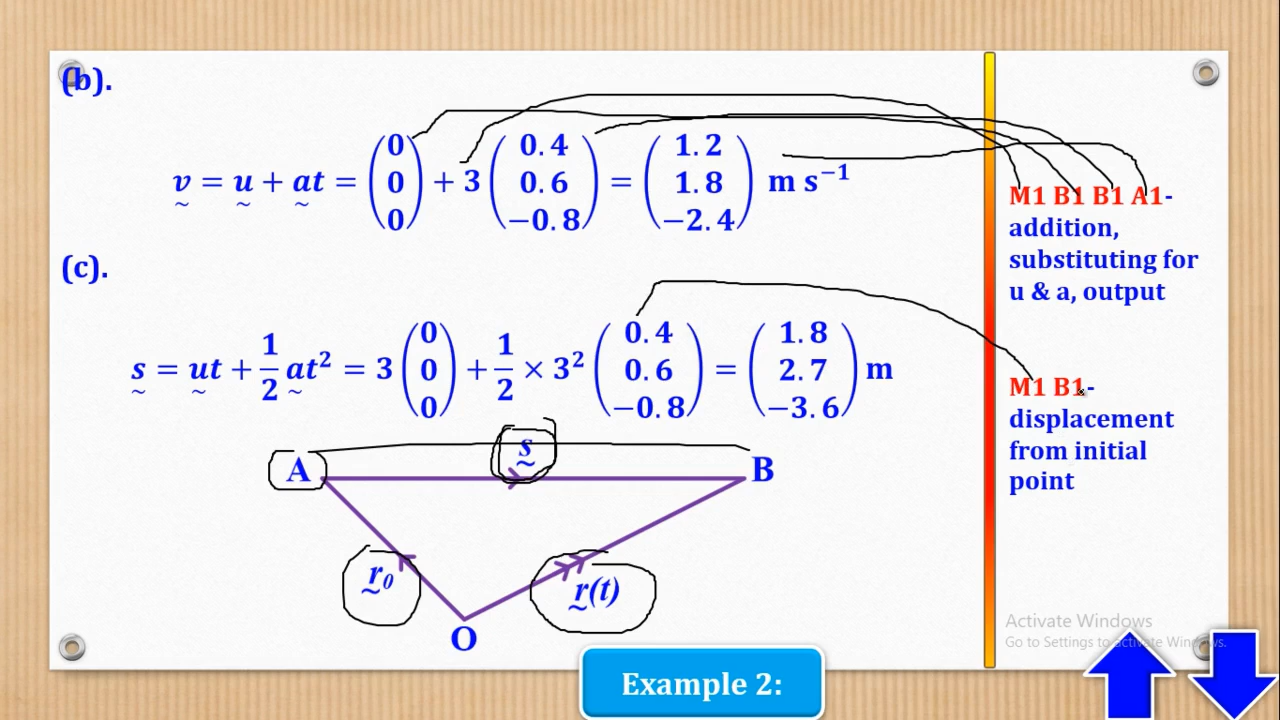 (b).
v = u + at = (0 0 0) + 3 (0.4 0.6 −0.8) = (1.2 1.8 −2.4) m s⁻¹
M1 B1 B1 A1-
addition,
substituting for
u & a, output
(c).
s = ut + 1/2 at² = 3 (0 0 0) + 1/2 × 3² (0.4 0.6 −0.8) = (1.8 2.7 −3.6) m
M1 B1-
displacement
from initial
point
s
A
B
r₀
r(t)
O
Activate Windows
Go to Settings to activate Windows.
Example 2: